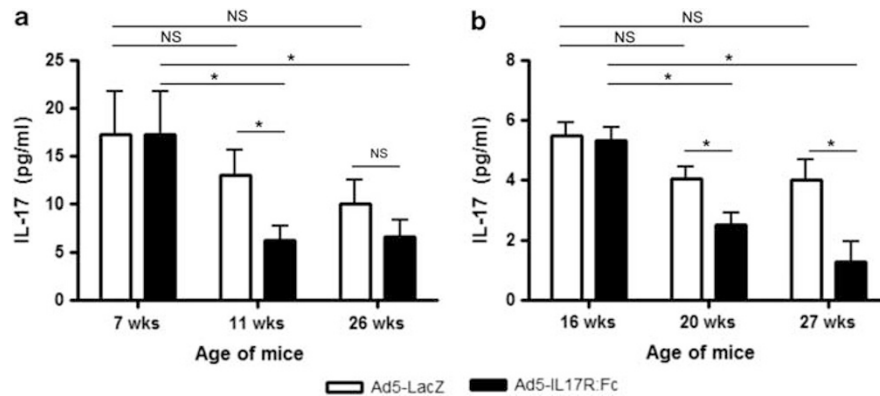 a
NS
NS
*
*
*
NS
25
20
15
10
5
0
IL-17 (pg/ml)
7 wks 11 wks 26 wks
Age of mice
b
NS
NS
*
*
*
*
8
6
4
2
0
IL-17 (pg/ml)
16 wks 20 wks 27 wks
Age of mice
Ad5-LacZ Ad5-IL17R:Fc